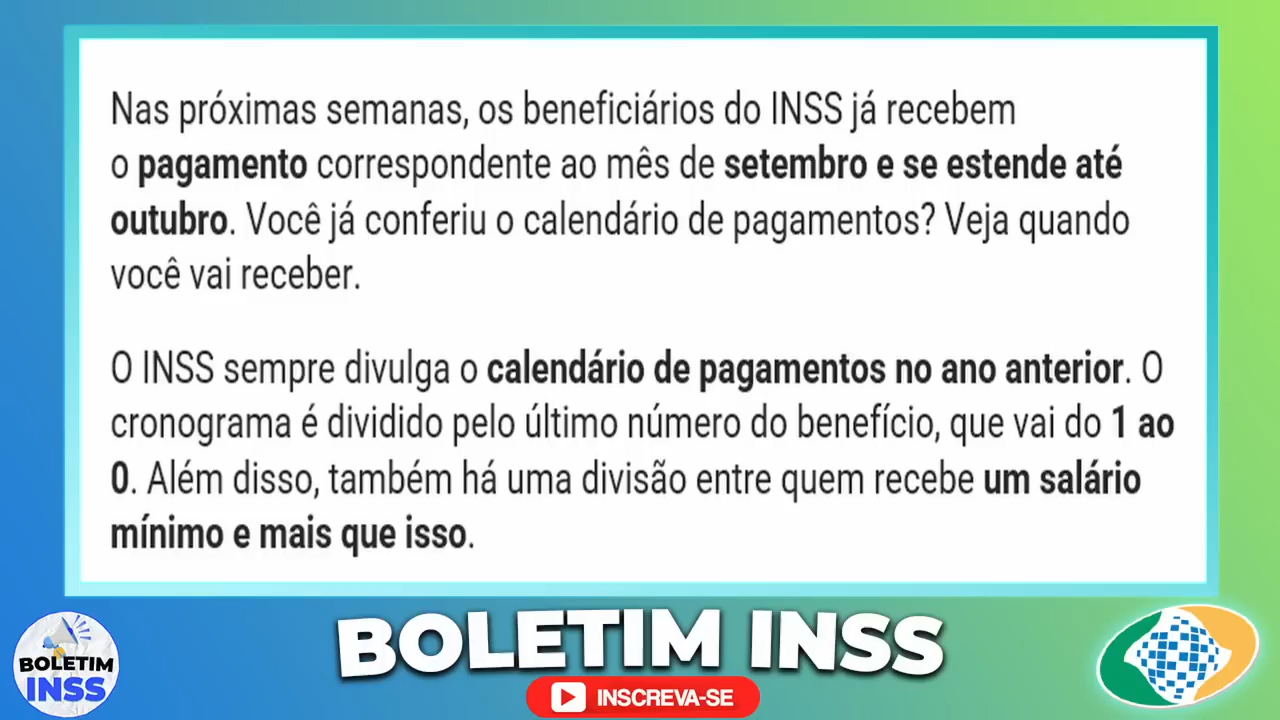 Nas próximas semanas, os beneficiários do INSS já recebem
o pagamento correspondente ao mês de setembro e se estende até
outubro. Você já conferiu o calendário de pagamentos? Veja quando
você vai receber.
O INSS sempre divulga o calendário de pagamentos no ano anterior. O
cronograma é dividido pelo último número do benefício, que vai do 1 ao
0. Além disso, também há uma divisão entre quem recebe um salário
mínimo e mais que isso.
BOLETIM
INSS
BOLETIM INSS
INSCREVA-SE